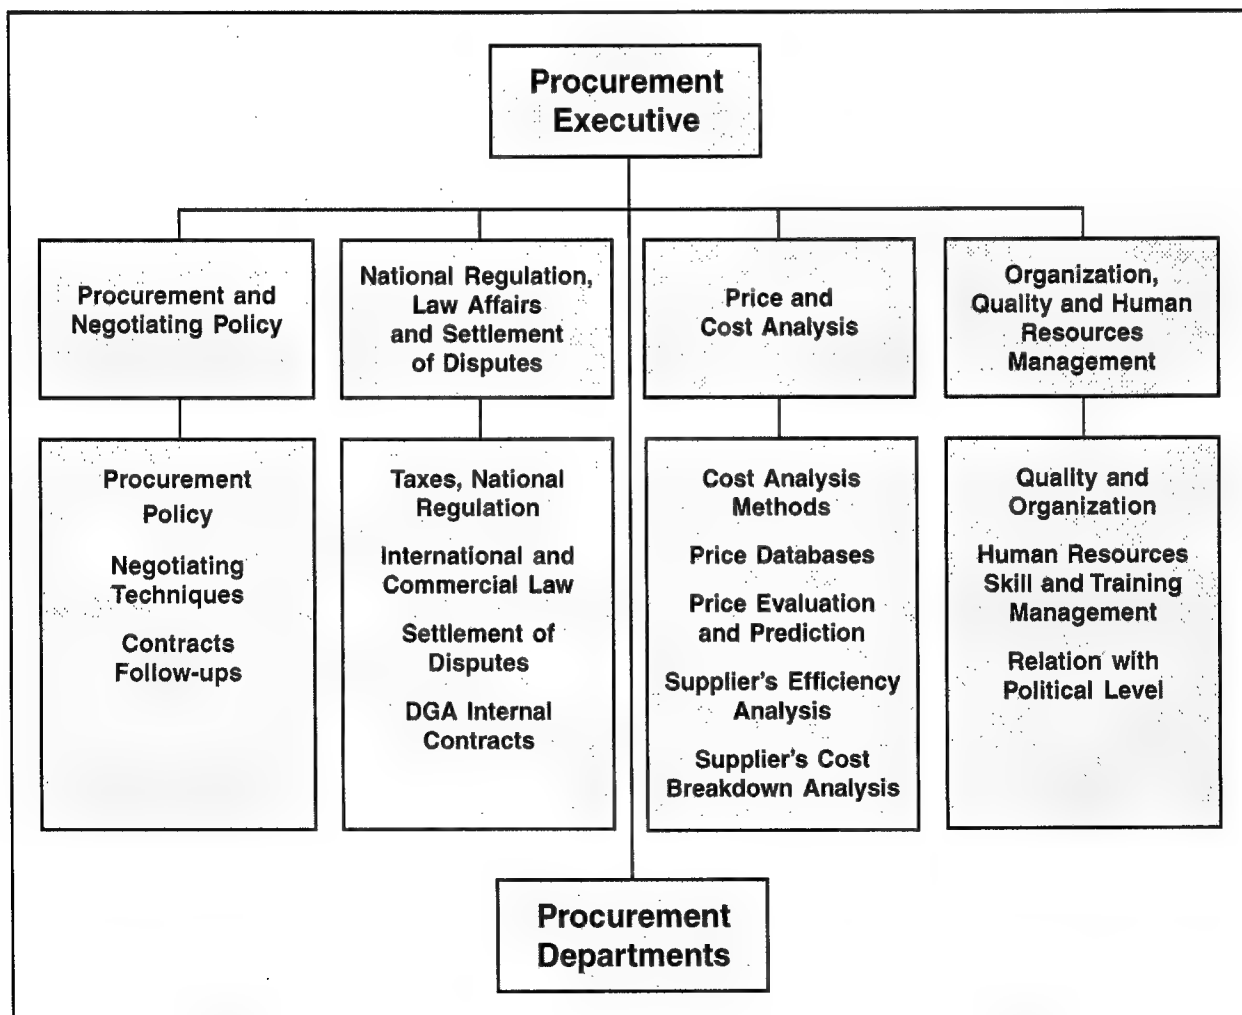 Procurement
Executive
Procurement and
Negotiating Policy
National Regulation,
Law Affairs
and Settlement
of Disputes
Price and
Cost Analysis
Organization,
Quality and Human
Resources
Management
Procurement
Policy
Negotiating
Techniques
Contracts
Follow-ups
Taxes, National
Regulation
International and
Commercial Law
Settlement of
Disputes
DGA Internal
Contracts
Cost Analysis
Methods
Price Databases
Price Evaluation
and Prediction
Supplier's Efficiency
Analysis
Supplier's Cost
Breakdown Analysis
Quality and
Organization
Human Resources
Skill and Training
Management
Relation with
Political Level
Procurement
Departments